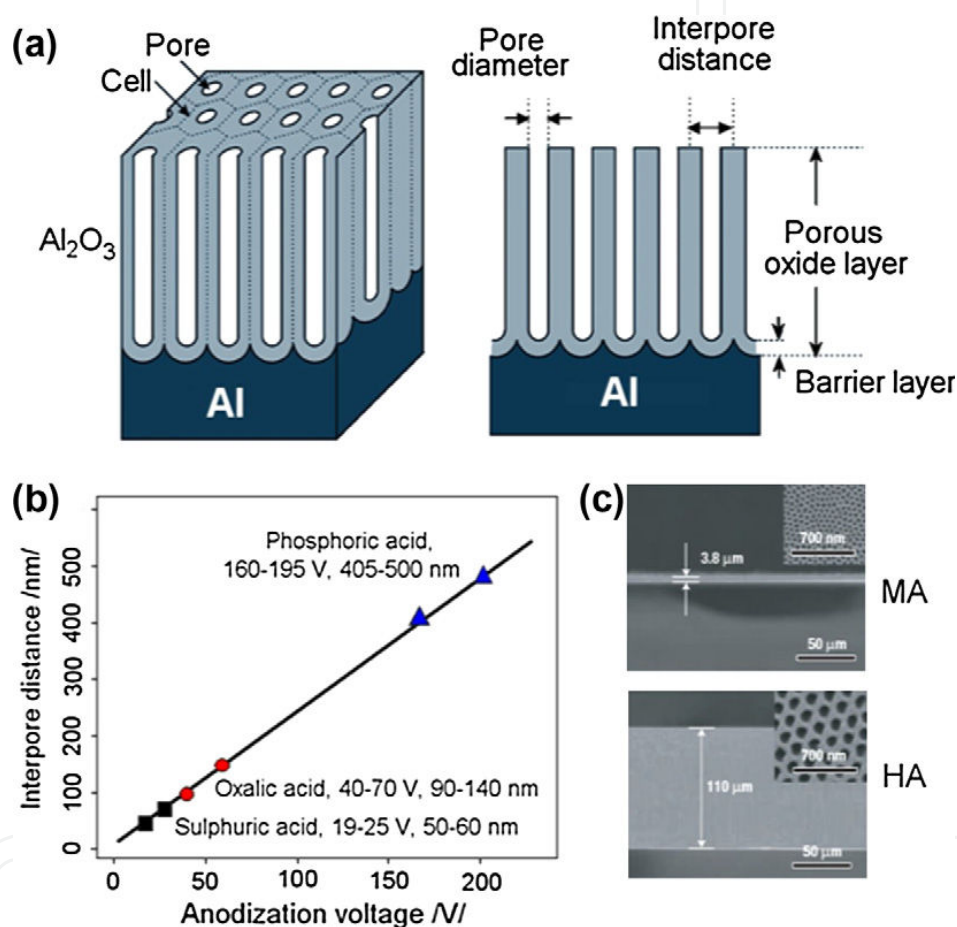 (a)
Pore
Cell
Al2O3
Al
Pore
diameter
Interpore
distance
Porous
oxide layer
Barrier layer
Al
(b)
Interpore distance /nm/
500
400
300
200
100
0
Phosphoric acid,
160-195 V, 405-500 nm
Oxalic acid, 40-70 V, 90-140 nm
Sulphuric acid, 19-25 V, 50-60 nm
0 50 100 150 200
Anodization voltage /V/
(c)
700 nm
3.8 μm
50 μm
MA
700 nm
110 μm
50 μm
HA